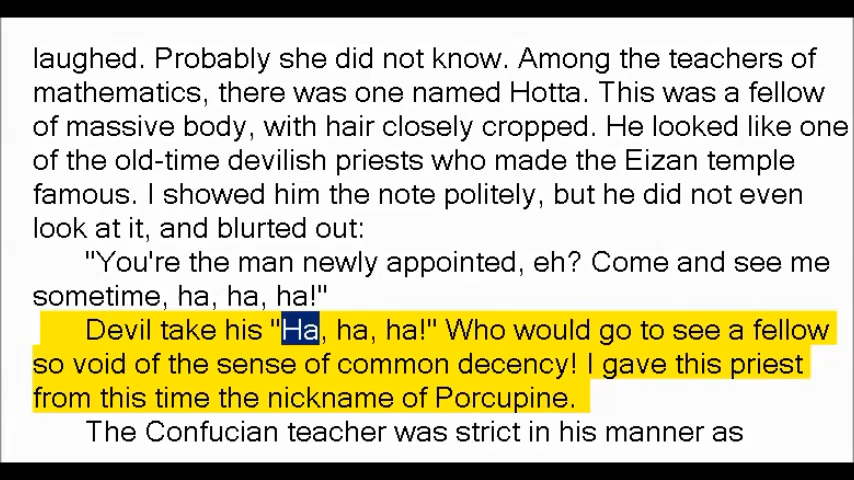 laughed. Probably she did not know. Among the teachers of
mathematics, there was one named Hotta. This was a fellow
of massive body, with hair closely cropped. He looked like one
of the old-time devilish priests who made the Eizan temple
famous. I showed him the note politely, but he did not even
look at it, and blurted out:
"You're the man newly appointed, eh? Come and see me
sometime, ha, ha, ha!"
Devil take his "Ha, ha, ha!" Who would go to see a fellow
so void of the sense of common decency! I gave this priest
from this time the nickname of Porcupine.
The Confucian teacher was strict in his manner as